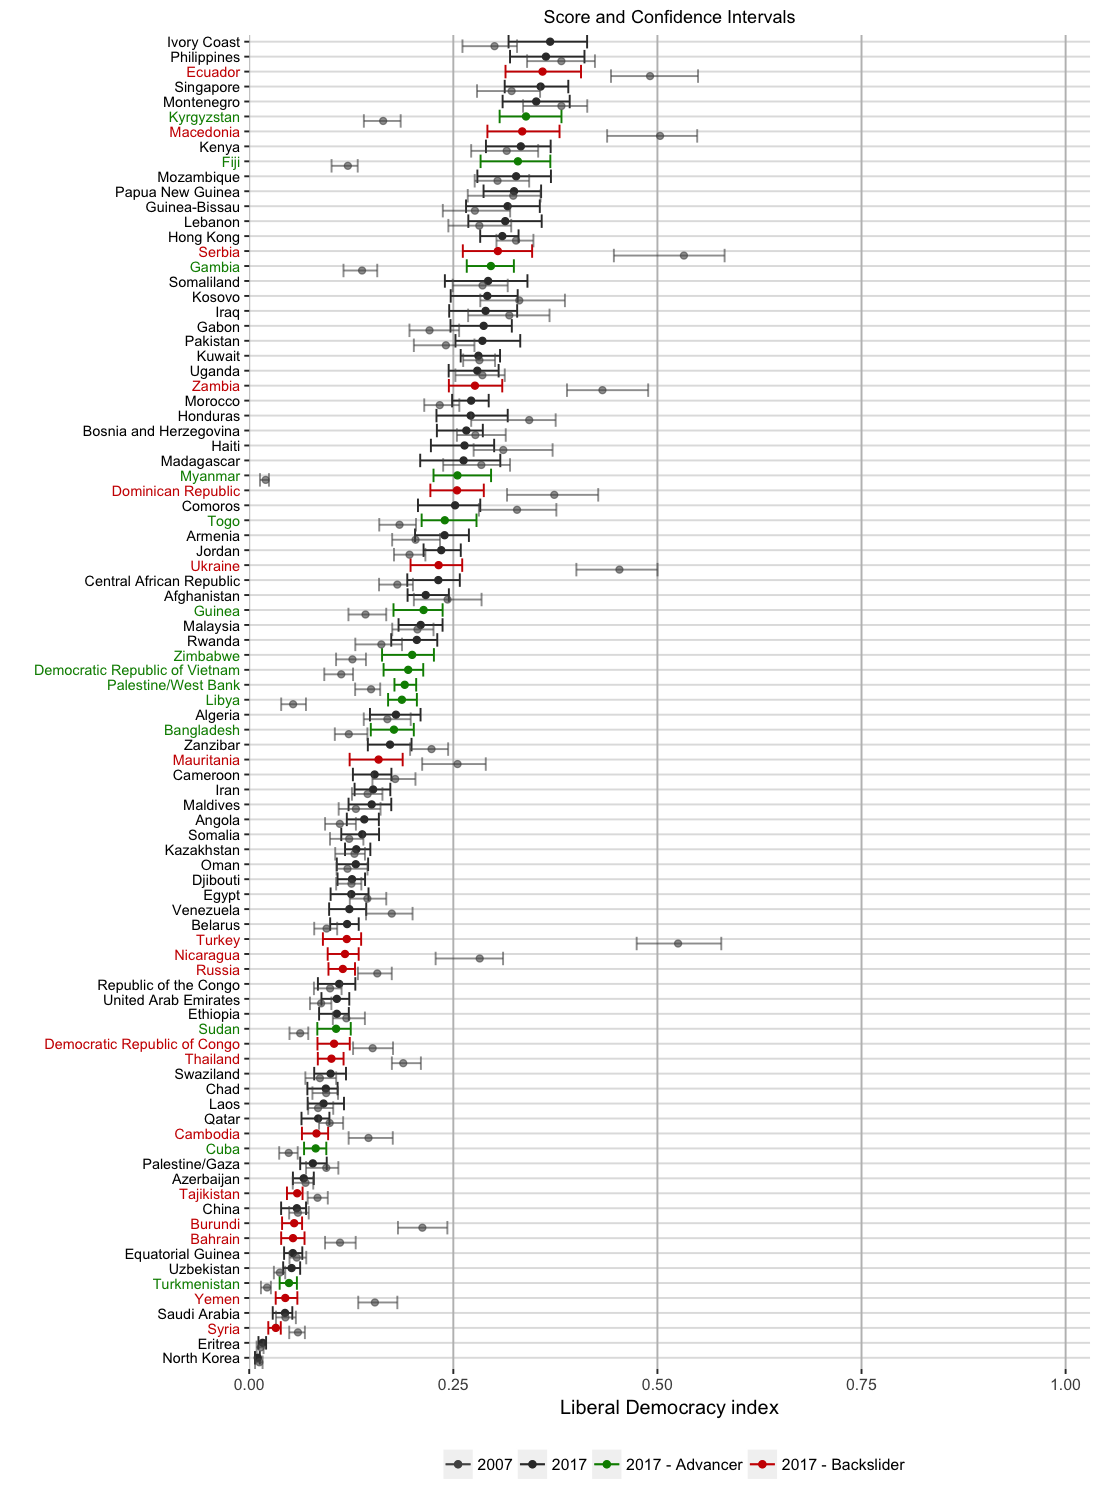 Score and Confidence Intervals
Ivory Coast
Philippines
Ecuador
Singapore
Montenegro
Kyrgyzstan
Macedonia
Kenya
Fiji
Mozambique
Papua New Guinea
Guinea-Bissau
Lebanon
Hong Kong
Serbia
Gambia
Somaliland
Kosovo
Iraq
Gabon
Pakistan
Kuwait
Uganda
Zambia
Morocco
Honduras
Bosnia and Herzegovina
Haiti
Madagascar
Myanmar
Dominican Republic
Comoros
Togo
Armenia
Jordan
Ukraine
Central African Republic
Afghanistan
Guinea
Malaysia
Rwanda
Zimbabwe
Democratic Republic of Vietnam
Palestine/West Bank
Libya
Algeria
Bangladesh
Zanzibar
Mauritania
Cameroon
Iran
Maldives
Angola
Somalia
Kazakhstan
Oman
Djibouti
Egypt
Venezuela
Belarus
Turkey
Nicaragua
Russia
Republic of the Congo
United Arab Emirates
Ethiopia
Sudan
Democratic Republic of Congo
Thailand
Swaziland
Chad
Laos
Qatar
Cambodia
Cuba
Palestine/Gaza
Azerbaijan
Tajikistan
China
Burundi
Bahrain
Equatorial Guinea
Uzbekistan
Turkmenistan
Yemen
Saudi Arabia
Syria
Eritrea
North Korea
0.00 0.25 0.50 0.75 1.00
Liberal Democracy index
2007 2017 2017 - Advancer 2017 - Backslider